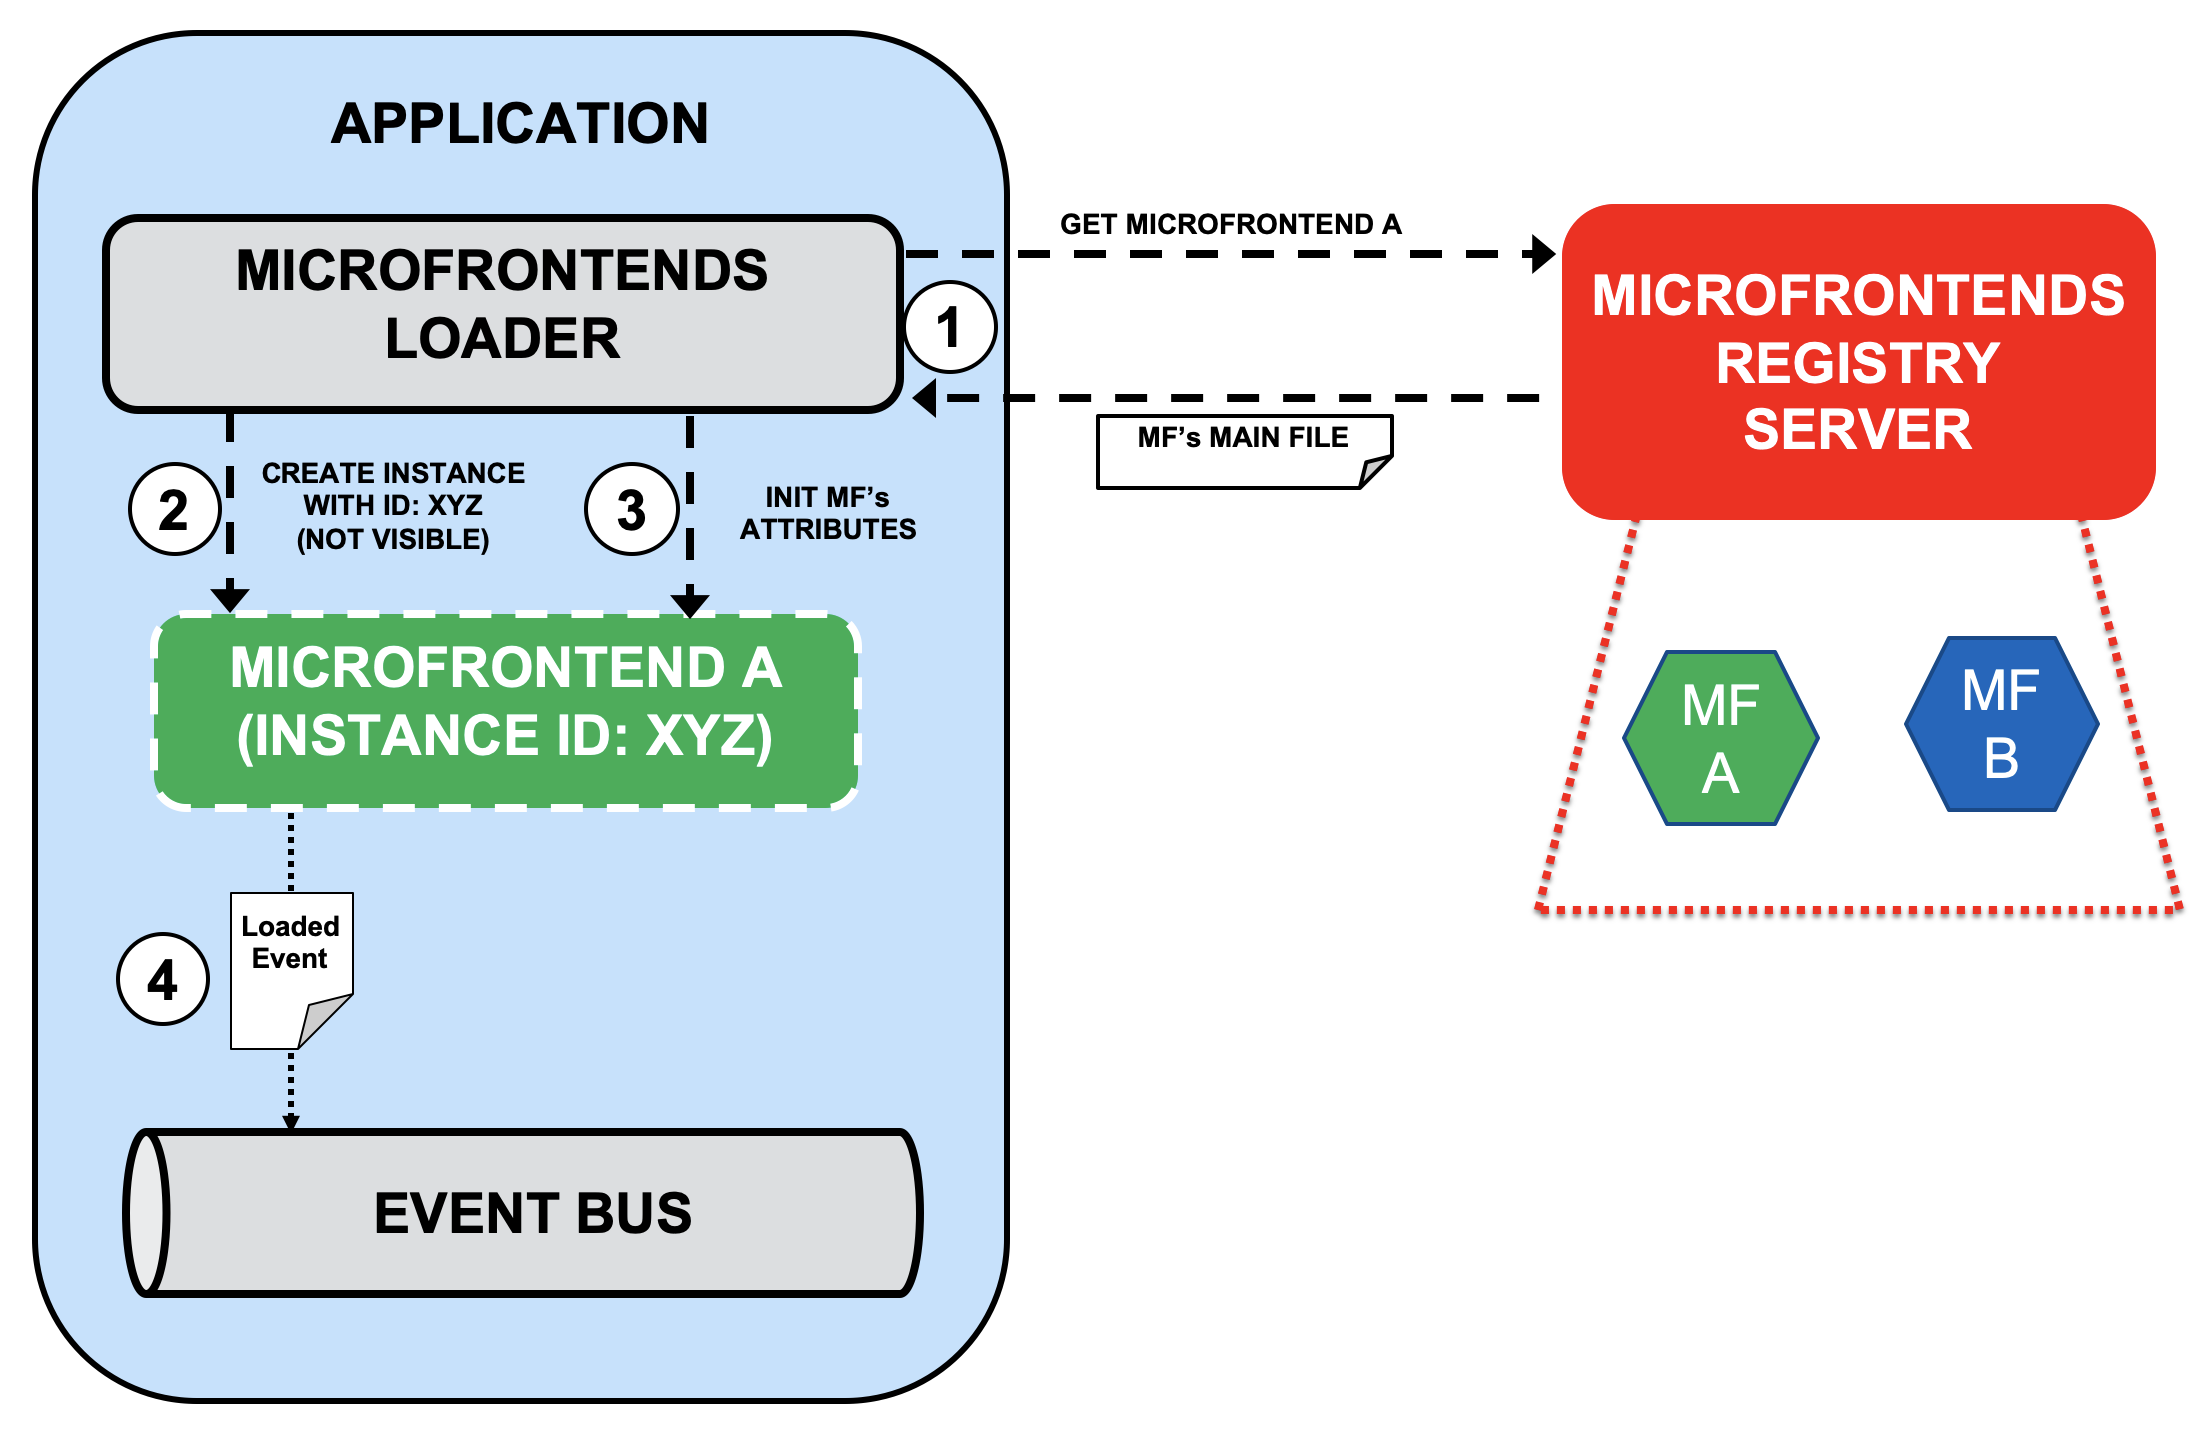 APPLICATION
MICROFRONTENDS
LOADER
GET MICROFRONTEND A
1
MF’s MAIN FILE
MICROFRONTENDS
REGISTRY
SERVER
2
CREATE INSTANCE
WITH ID: XYZ
(NOT VISIBLE)
3
INIT MF’s
ATTRIBUTES
MICROFRONTEND A
(INSTANCE ID: XYZ)
MF
A
MF
B
4
Loaded
Event
EVENT BUS